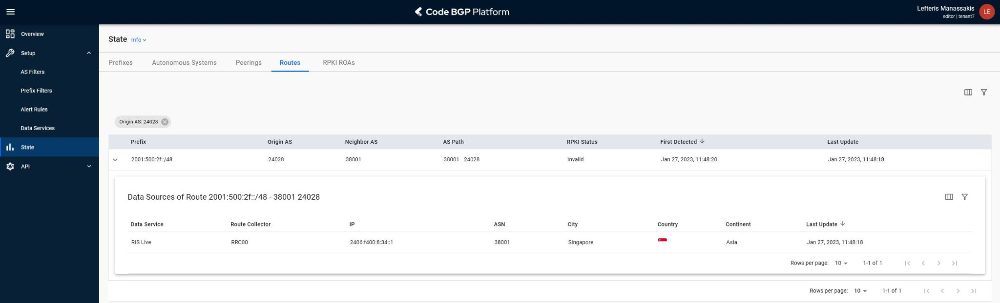 Code BGP Platform
Lefteris Manassakis
editor | tenant7
LE
Overview
Setup
AS Filters
Prefix Filters
Alert Rules
Data Services
State
API
State Info
Prefixes Autonomous Systems Peerings Routes RPKI ROAs
Origin AS: 24028
Prefix Origin AS Neighbor AS AS Path RPKI Status First Detected Last Update
2001:500:2f::/48 24028 38001 38001 24028 Invalid Jan 27, 2023, 11:48:20 Jan 27, 2023, 11:48:18
Data Sources of Route 2001:500:2f::/48 - 38001 24028
Data Service Route Collector IP ASN City Country Continent Last Update
RIS Live RRC00 2406:f400:8:34::1 38001 Singapore Asia Jan 27, 2023, 11:48:18
Rows per page: 10 1-1 of 1
Rows per page: 10 1-1 of 1